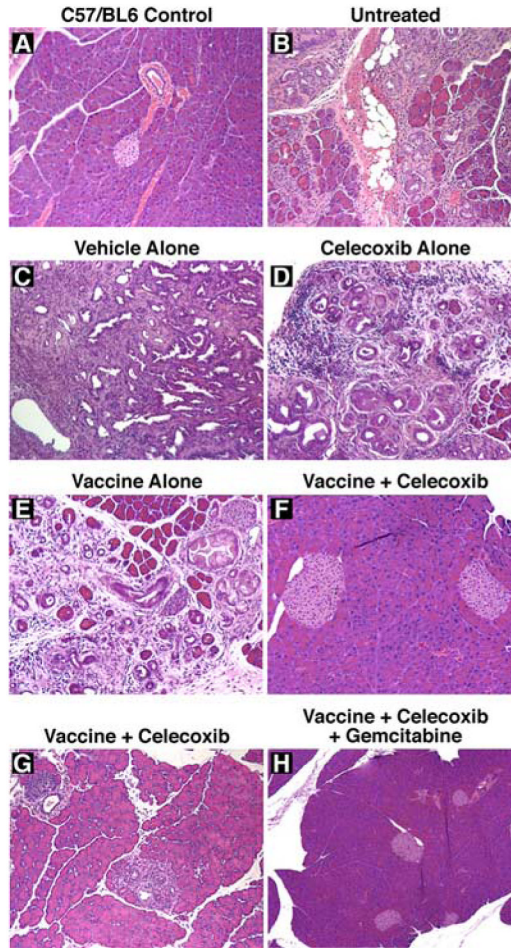 C57/BL6 Control
Untreated
A
B
Vehicle Alone
Celecoxib Alone
C
D
Vaccine Alone
Vaccine + Celecoxib
E
F
Vaccine + Celecoxib
Vaccine + Celecoxib
+ Gemcitabine
G
H